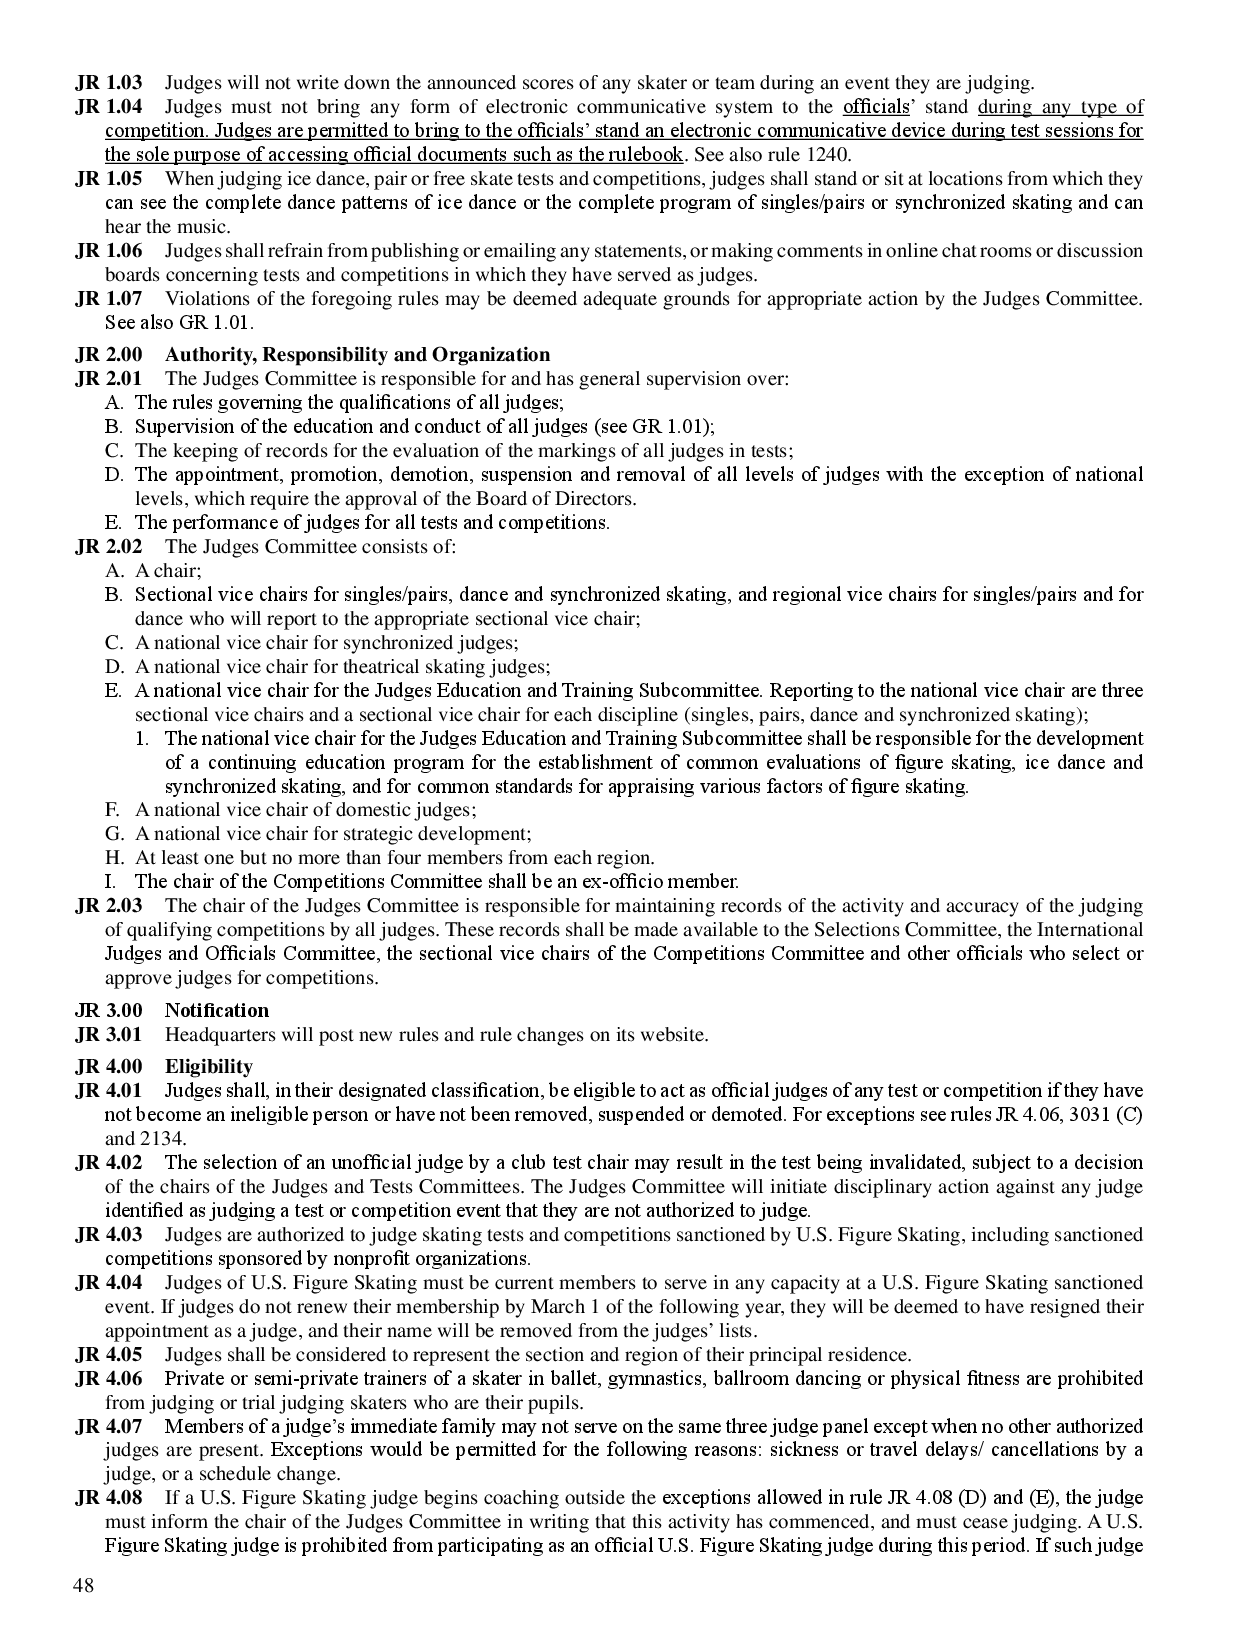 JR 1.03 Judges will not write down the announced scores of any skater or team during an event they are judging.
JR 1.04 Judges must not bring any form of electronic communicative system to the officials’ stand during any type of
competition. Judges are permitted to bring to the officials’ stand an electronic communicative device during test sessions for
the sole purpose of accessing official documents such as the rulebook. See also rule 1240.
JR 1.05 When judging ice dance, pair or free skate tests and competitions, judges shall stand or sit at locations from which they
can see the complete dance patterns of ice dance or the complete program of singles/pairs or synchronized skating and can
hear the music.
JR 1.06 Judges shall refrain from publishing or emailing any statements, or making comments in online chat rooms or discussion
boards concerning tests and competitions in which they have served as judges.
JR 1.07 Violations of the foregoing rules may be deemed adequate grounds for appropriate action by the Judges Committee.
See also GR 1.01.
JR 2.00 Authority, Responsibility and Organization
JR 2.01 The Judges Committee is responsible for and has general supervision over:
A. The rules governing the qualifications of all judges;
B. Supervision of the education and conduct of all judges (see GR 1.01);
C. The keeping of records for the evaluation of the markings of all judges in tests;
D. The appointment, promotion, demotion, suspension and removal of all levels of judges with the exception of national
levels, which require the approval of the Board of Directors.
E. The performance of judges for all tests and competitions.
JR 2.02 The Judges Committee consists of:
A. A chair;
B. Sectional vice chairs for singles/pairs, dance and synchronized skating, and regional vice chairs for singles/pairs and for
dance who will report to the appropriate sectional vice chair;
C. A national vice chair for synchronized judges;
D. A national vice chair for theatrical skating judges;
E. A national vice chair for the Judges Education and Training Subcommittee. Reporting to the national vice chair are three
sectional vice chairs and a sectional vice chair for each discipline (singles, pairs, dance and synchronized skating);
1. The national vice chair for the Judges Education and Training Subcommittee shall be responsible for the development
of a continuing education program for the establishment of common evaluations of figure skating, ice dance and
synchronized skating, and for common standards for appraising various factors of figure skating.
F. A national vice chair of domestic judges;
G. A national vice chair for strategic development;
H. At least one but no more than four members from each region.
I. The chair of the Competitions Committee shall be an ex-officio member.
JR 2.03 The chair of the Judges Committee is responsible for maintaining records of the activity and accuracy of the judging
of qualifying competitions by all judges. These records shall be made available to the Selections Committee, the International
Judges and Officials Committee, the sectional vice chairs of the Competitions Committee and other officials who select or
approve judges for competitions.
JR 3.00 Notification
JR 3.01 Headquarters will post new rules and rule changes on its website.
JR 4.00 Eligibility
JR 4.01 Judges shall, in their designated classification, be eligible to act as official judges of any test or competition if they have
not become an ineligible person or have not been removed, suspended or demoted. For exceptions see rules JR 4.06, 3031 (C)
and 2134.
JR 4.02 The selection of an unofficial judge by a club test chair may result in the test being invalidated, subject to a decision
of the chairs of the Judges and Tests Committees. The Judges Committee will initiate disciplinary action against any judge
identified as judging a test or competition event that they are not authorized to judge.
JR 4.03 Judges are authorized to judge skating tests and competitions sanctioned by U.S. Figure Skating, including sanctioned
competitions sponsored by nonprofit organizations.
JR 4.04 Judges of U.S. Figure Skating must be current members to serve in any capacity at a U.S. Figure Skating sanctioned
event. If judges do not renew their membership by March 1 of the following year, they will be deemed to have resigned their
appointment as a judge, and their name will be removed from the judges’ lists.
JR 4.05 Judges shall be considered to represent the section and region of their principal residence.
JR 4.06 Private or semi-private trainers of a skater in ballet, gymnastics, ballroom dancing or physical fitness are prohibited
from judging or trial judging skaters who are their pupils.
JR 4.07 Members of a judge’s immediate family may not serve on the same three judge panel except when no other authorized
judges are present. Exceptions would be permitted for the following reasons: sickness or travel delays/ cancellations by a
judge, or a schedule change.
JR 4.08 If a U.S. Figure Skating judge begins coaching outside the exceptions allowed in rule JR 4.08 (D) and (E), the judge
must inform the chair of the Judges Committee in writing that this activity has commenced, and must cease judging. A U.S.
Figure Skating judge is prohibited from participating as an official U.S. Figure Skating judge during this period. If such judge
48